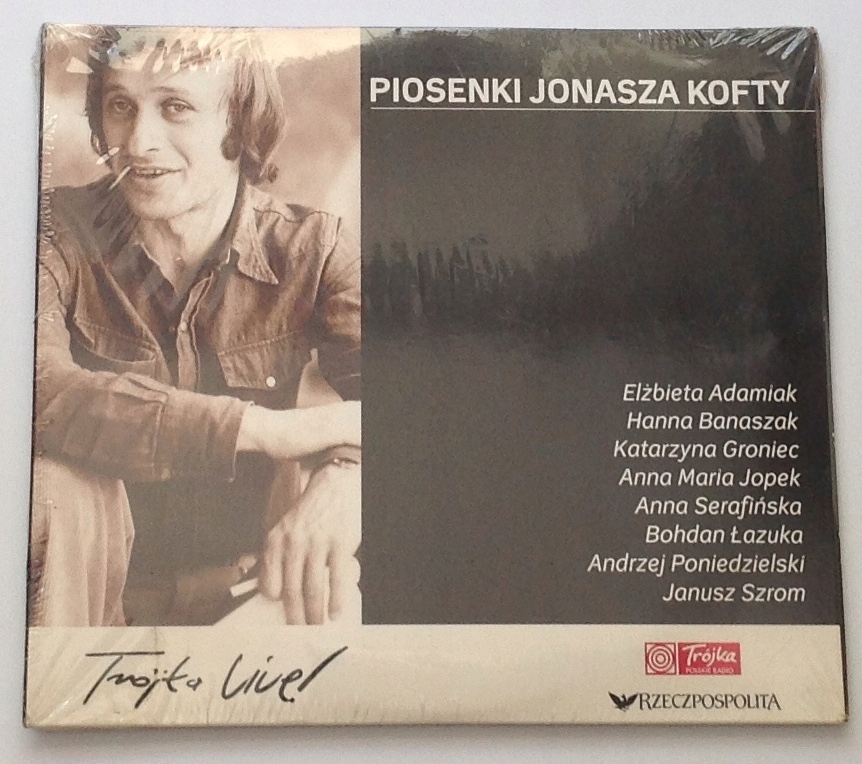 PIOSENKI JONASZA KOFTY
Elżbieta Adamiak
Hanna Banaszak
Katarzyna Groniec
Anna Maria Jopek
Anna Serafińska
Bohdan Łazuka
Andrzej Poniedzielski
Janusz Szrom
Trójka Live!
Trójka
POLSKIE RADIO
RZECZPOSPOLITA